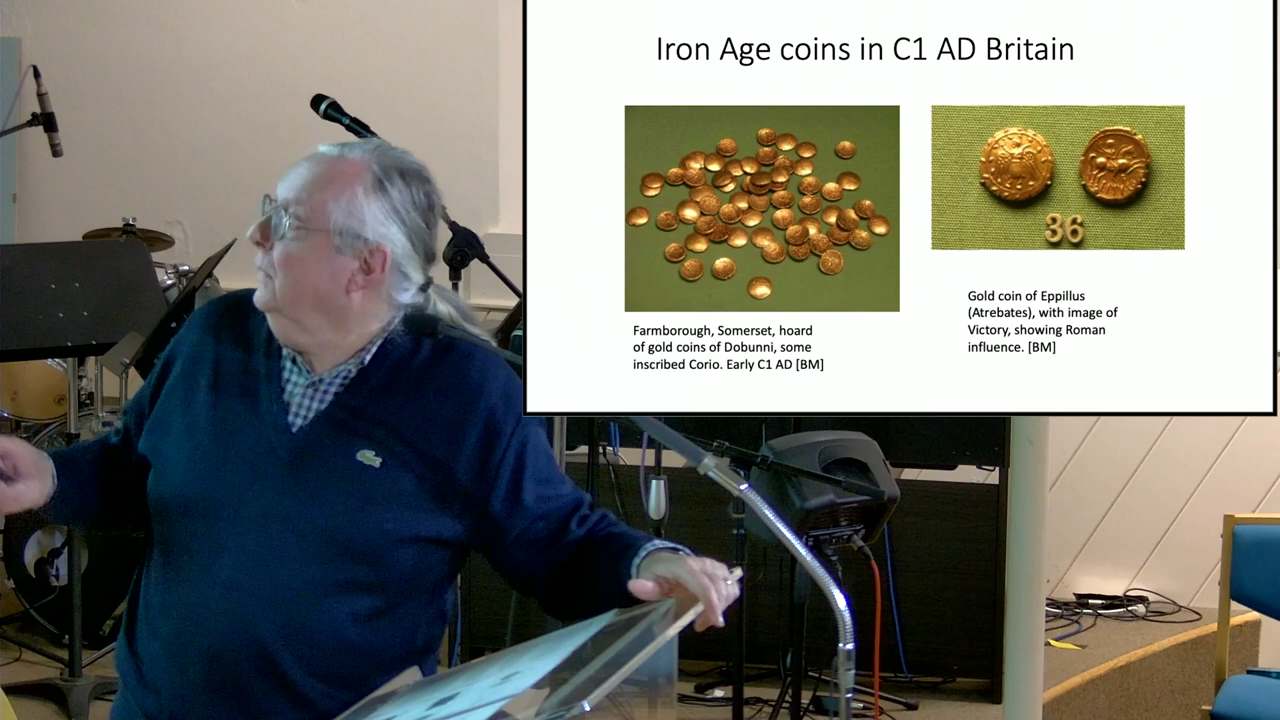 Iron Age coins in C1 AD Britain
36
Farmborough, Somerset, hoard
of gold coins of Dobunni, some
inscribed Corio. Early C1 AD [BM]
Gold coin of Eppillus
(Atrebates), with image of
Victory, showing Roman
influence. [BM]